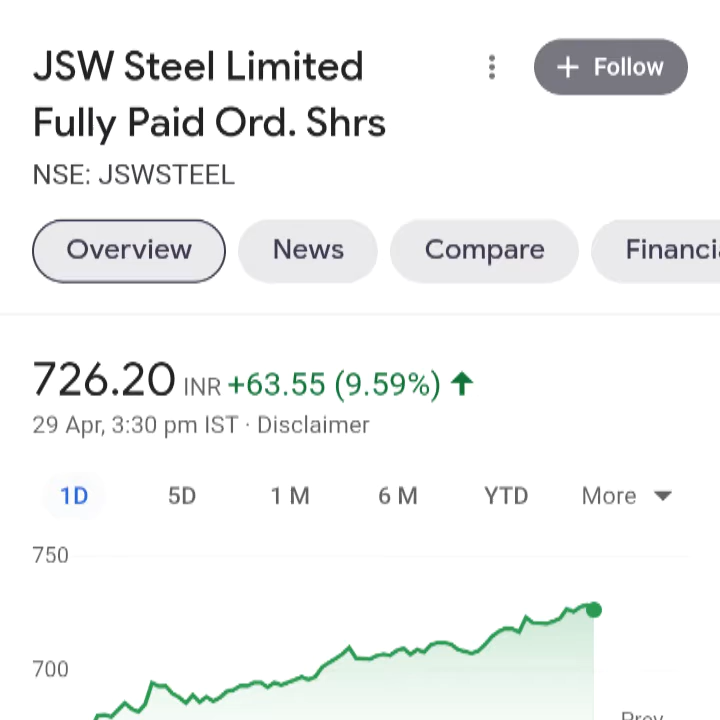 JSW Steel Limited
Fully Paid Ord. Shrs
+ Follow
NSE: JSWSTEEL
Overview News Compare
726.20 INR +63.55 (9.59%) ↑
29 Apr, 3:30 pm IST · Disclaimer
1D 5D 1 M 6 M YTD More
750
700